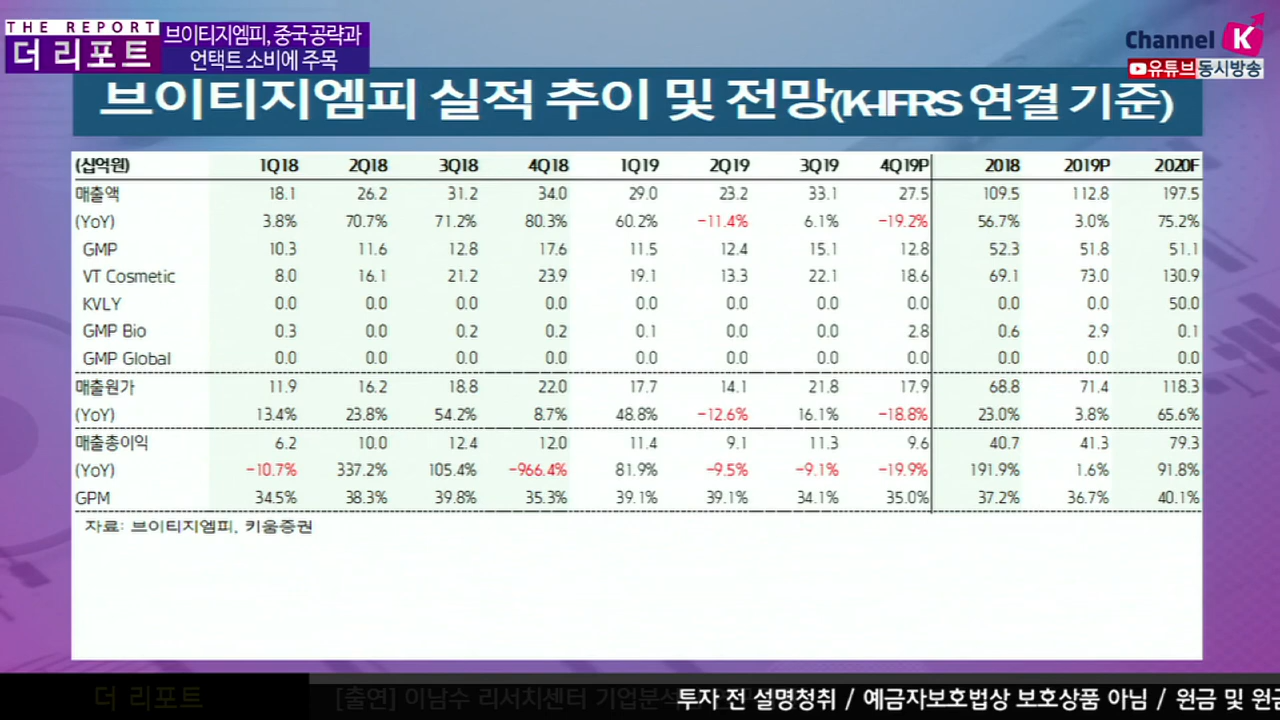 THE REPORT
더 리포트
브이티지엠피, 중국 공략과
언택트 소비에 주목
Channel K
유튜브 동시방송
브이티지엠피 실적 추이 및 전망(K-IFRS 연결 기준)
(십억원) 1Q18 2Q18 3Q18 4Q18 1Q19 2Q19 3Q19 4Q19P 2018 2019P 2020F
매출액 18.1 26.2 31.2 34.0 29.0 23.2 33.1 27.5 109.5 112.8 197.5
(YoY) 3.8% 70.7% 71.2% 80.3% 60.2% -11.4% 6.1% -19.2% 56.7% 3.0% 75.2%
GMP 10.3 11.6 12.8 17.6 11.5 12.4 15.1 12.8 52.3 51.8 51.1
VT Cosmetic 8.0 16.1 21.2 23.9 19.1 13.3 22.1 18.6 69.1 73.0 130.9
KVLY 0.0 0.0 0.0 0.0 0.0 0.0 0.0 0.0 0.0 0.0 50.0
GMP Bio 0.3 0.0 0.2 0.2 0.1 0.0 0.0 2.8 0.6 2.9 0.1
GMP Global 0.0 0.0 0.0 0.0 0.0 0.0 0.0 0.0 0.0 0.0 0.0
매출원가 11.9 16.2 18.8 22.0 17.7 14.1 21.8 17.9 68.8 71.4 118.3
(YoY) 13.4% 23.8% 54.2% 8.7% 48.8% -12.6% 16.1% -18.8% 23.0% 3.8% 65.6%
매출총이익 6.2 10.0 12.4 12.0 11.4 9.1 11.3 9.6 40.7 41.3 79.3
(YoY) -10.7% 337.2% 105.4% -966.4% 81.9% -9.5% -9.1% -19.9% 191.9% 1.6% 91.8%
GPM 34.5% 38.3% 39.8% 35.3% 39.1% 39.1% 34.1% 35.0% 37.2% 36.7% 40.1%
자료: 브이티지엠피, 키움증권
더 리포트 [출연] 이남수 리서치센터 기업분석 투자 전 설명청취 / 예금자보호법상 보호상품 아님 / 원금 및 원금